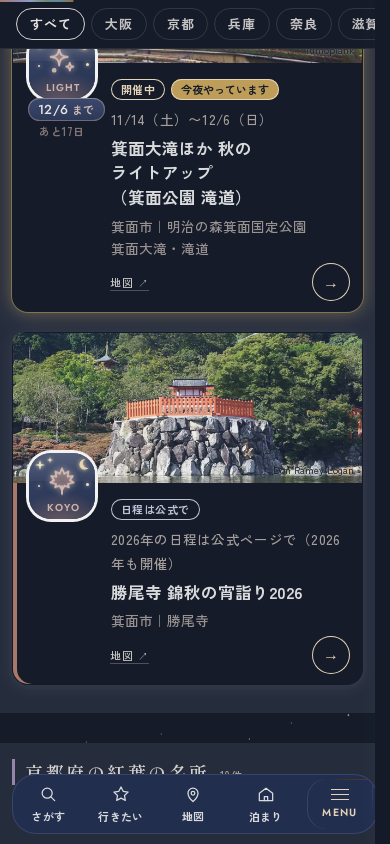 すべて
大阪
京都
兵庫
奈良
滋賀
LIGHT
12/6 まで
あと17日
開催中
今夜やっています
11/14（土）〜12/6（日）
箕面大滝ほか 秋の
ライトアップ
（箕面公園 滝道）
箕面市｜明治の森箕面国定公園
箕面大滝・滝道
地図 ↗
→
Don Ramey Logan
KOYO
日程は公式で
2026年の日程は公式ページで（2026
年も開催）
勝尾寺 錦秋の宵詣り2026
箕面市｜勝尾寺
地図 ↗
→
京都府の紅葉の名所
さがす
行きたい
地図
泊まり
MENU